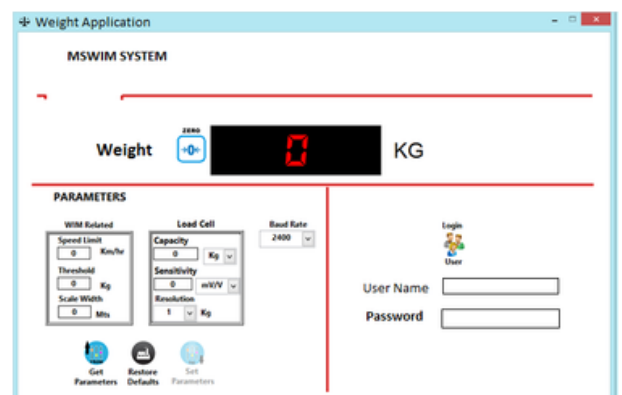 Weight Application
MSWIM SYSTEM
ZERO
Weight →0← 0 KG
PARAMETERS
WIM Related Load Cell Baud Rate
Speed Limit Capacity 2400
0 Km/hr 0 Kg
Threshold Sensitivity
0 Kg 0 mV/V
Scale Width Resolution
0 Mts 1 Kg
Login
User
User Name
Password
Get Restore Set
Parameters Defaults Parameters